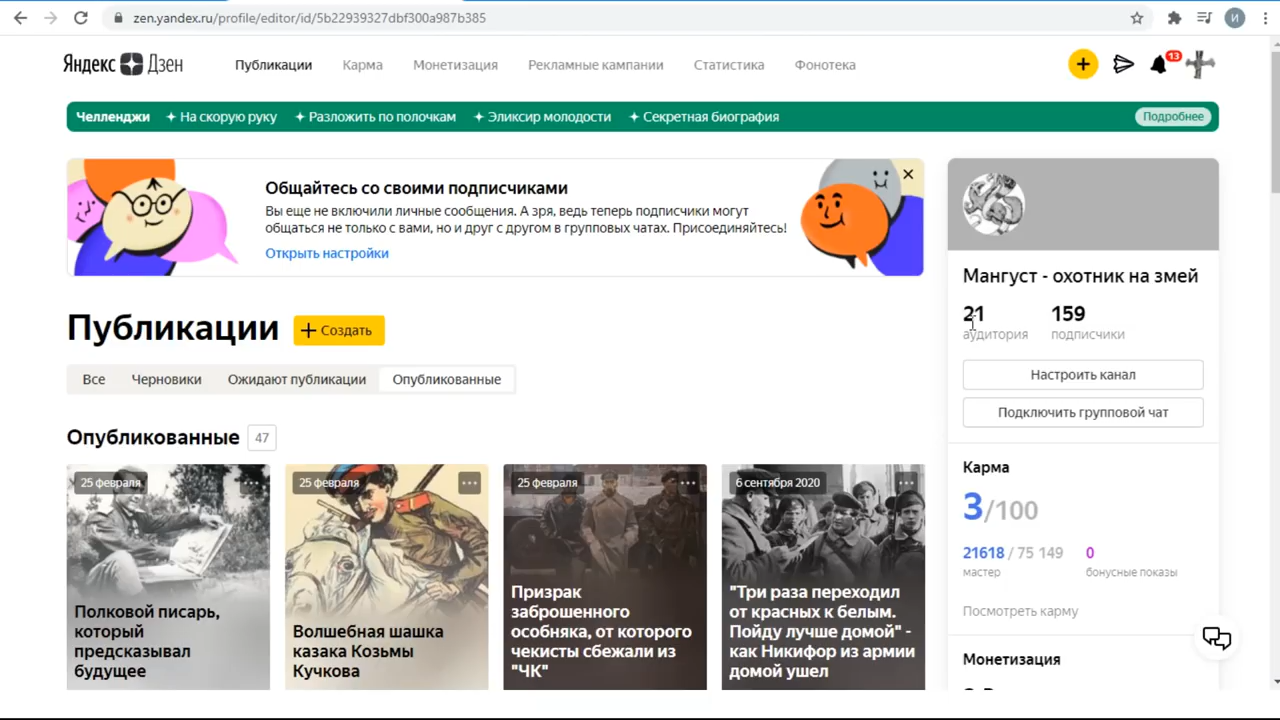 zen.yandex.ru/profile/editor/id/5b22939327dbf300a987b385
И
Яндекс Дзен
Публикации Карма Монетизация Рекламные кампании Статистика Фонотека
13
Челленджи На скорую руку Разложить по полочкам Эликсир молодости Секретная биография Подробнее
Общайтесь со своими подписчиками
Вы еще не включили личные сообщения. А зря, ведь теперь подписчики могут
общаться не только с вами, но и друг с другом в групповых чатах. Присоединяйтесь!
Открыть настройки
Мангуст - охотник на змей
21 159
аудитория подписчики
Настроить канал
Подключить групповой чат
Публикации + Создать
Все Черновики Ожидают публикации Опубликованные
Опубликованные 47
25 февраля
Полковой писарь,
который
предсказывал
будущее
25 февраля
Волшебная шашка
казака Козьмы
Кучкова
25 февраля
Призрак
заброшенного
особняка, от которого
чекисты сбежали из
"ЧК"
6 сентября 2020
"Три раза переходил
от красных к белым.
Пойду лучше домой" -
как Никифор из армии
домой ушел
Карма
3/100
21618 / 75 149 0
мастер бонусные показы
Посмотреть карму
Монетизация